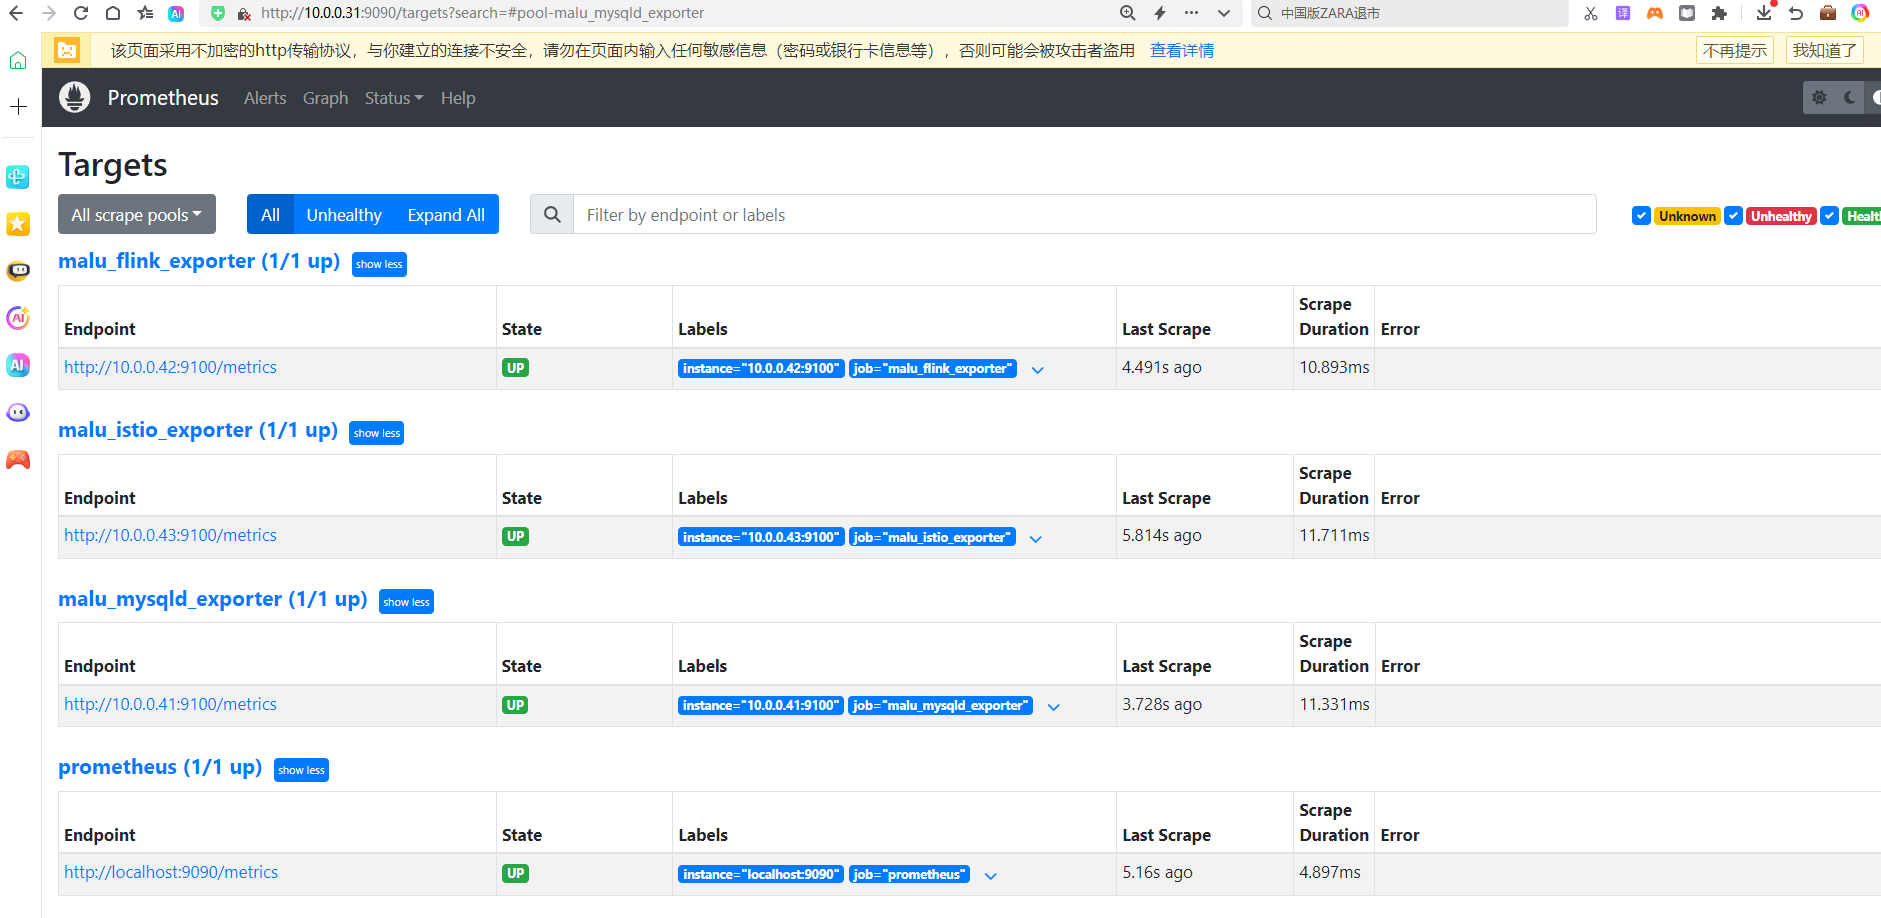 http://10.0.0.31:9090/targets?search=#pool-malu_mysqld_exporter
中国版ZARA退市
该页面采用不加密的http传输协议，与你建立的连接不安全，请勿在页面内输入任何敏感信息（密码或银行卡信息等），否则可能会被攻击者盗用 查看详情
不再提示 我知道了
Prometheus Alerts Graph Status Help
Targets
All scrape pools All Unhealthy Expand All Filter by endpoint or labels Unknown Unhealthy Healt
malu_flink_exporter (1/1 up) show less
Endpoint State Labels Last Scrape Scrape Duration Error
http://10.0.0.42:9100/metrics UP instance="10.0.0.42:9100" job="malu_flink_exporter" 4.491s ago 10.893ms
malu_istio_exporter (1/1 up) show less
Endpoint State Labels Last Scrape Scrape Duration Error
http://10.0.0.43:9100/metrics UP instance="10.0.0.43:9100" job="malu_istio_exporter" 5.814s ago 11.711ms
malu_mysqld_exporter (1/1 up) show less
Endpoint State Labels Last Scrape Scrape Duration Error
http://10.0.0.41:9100/metrics UP instance="10.0.0.41:9100" job="malu_mysqld_exporter" 3.728s ago 11.331ms
prometheus (1/1 up) show less
Endpoint State Labels Last Scrape Scrape Duration Error
http://localhost:9090/metrics UP instance="localhost:9090" job="prometheus" 5.16s ago 4.897ms